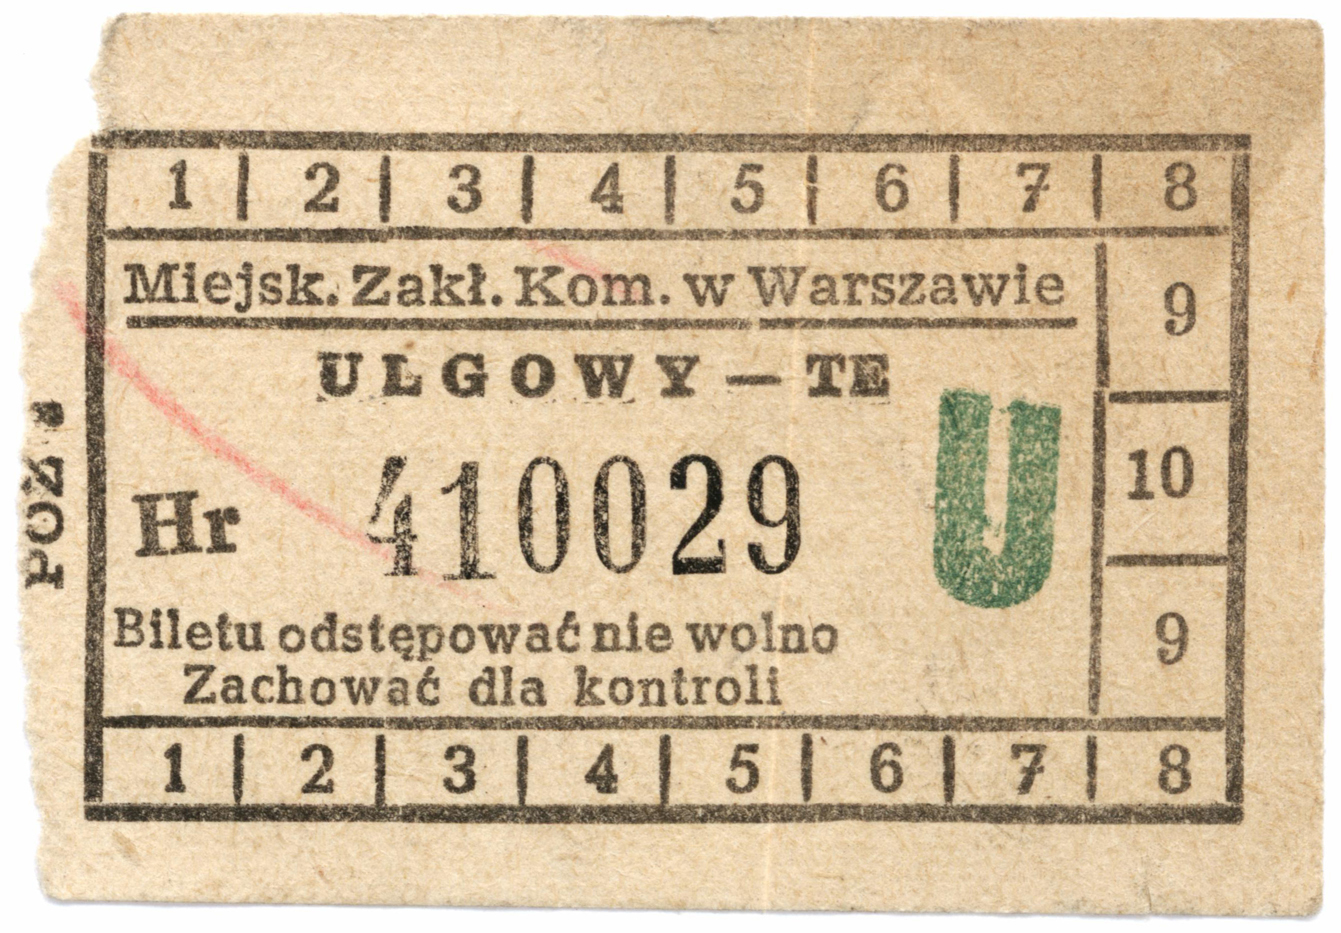 1 2 3 4 5 6 7 8
Miejsk. Zakł. Kom. w Warszawie
9
ULGOWY — TE
U
10
Hr 410029
Biletu odstępować nie wolno
9
Zachować dla kontroli
1 2 3 4 5 6 7 8